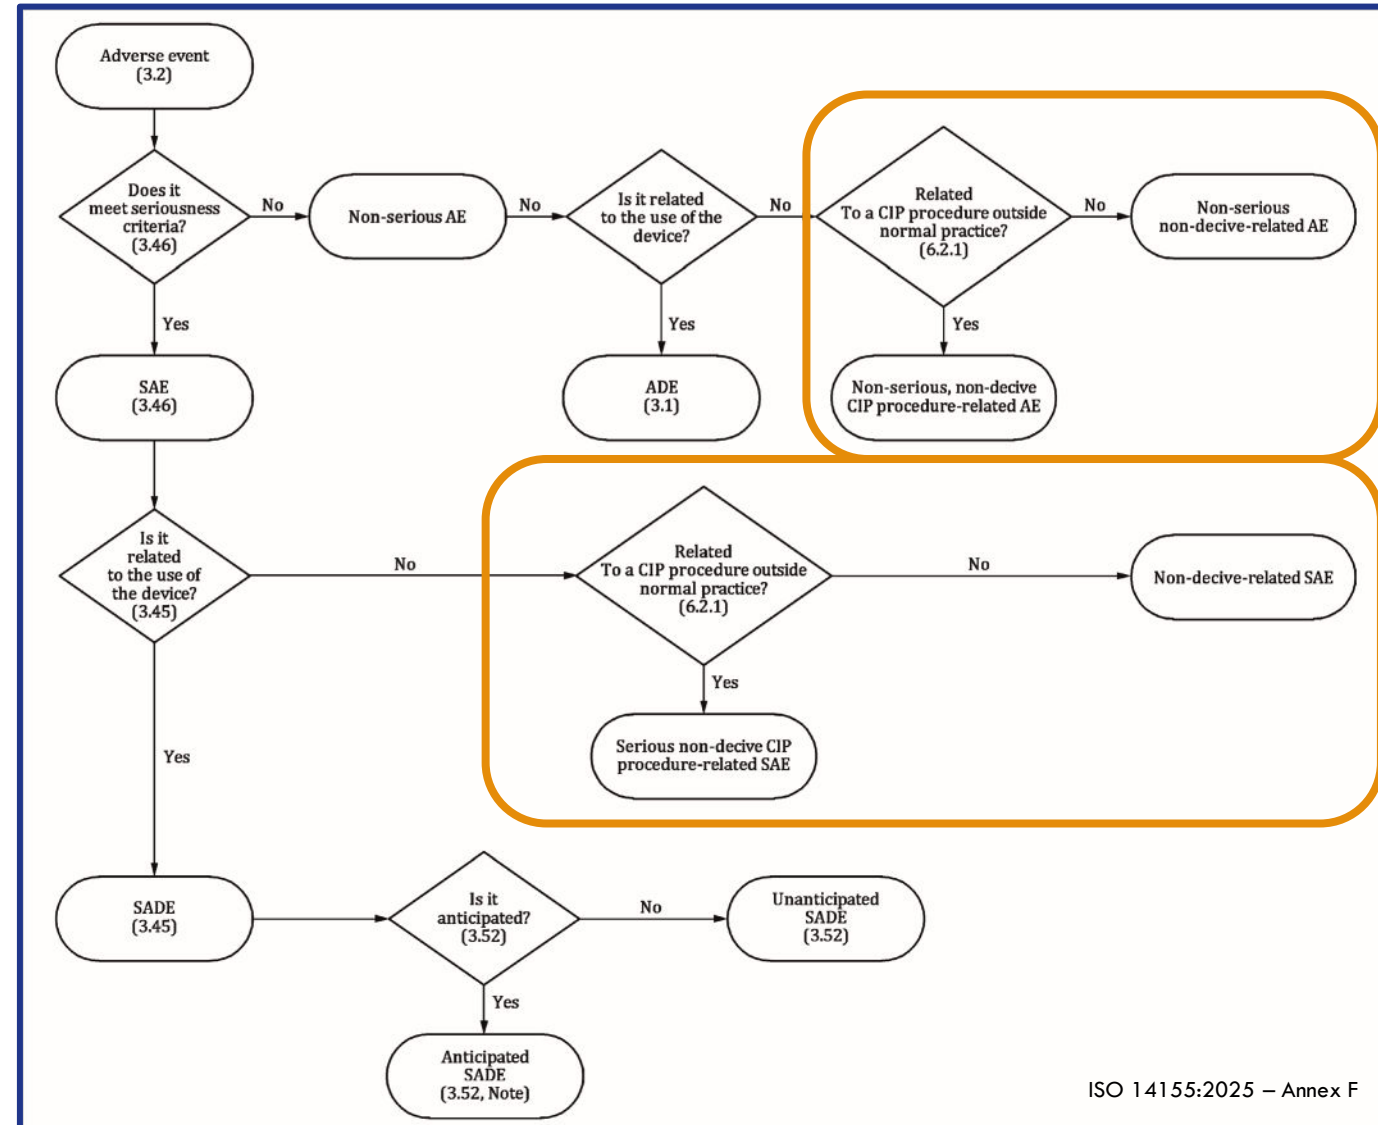 Adverse event
(3.2)
Does it
meet seriousness
criteria?
(3.46)
No
Non-serious AE
No
Is it related
to the use of the
device?
No
Related
To a CIP procedure outside
normal practice?
(6.2.1)
No
Non-serious
non-decive-related AE
Yes
Yes
Yes
SAE
(3.46)
ADE
(3.1)
Non-serious, non-decive
CIP procedure-related AE
Is it
related
to the use of
the device?
(3.45)
No
Related
To a CIP procedure outside
normal practice?
(6.2.1)
No
Non-decive-related SAE
Yes
Serious non-decive CIP
procedure-related SAE
Yes
SADE
(3.45)
Is it
anticipated?
(3.52)
No
Unanticipated
SADE
(3.52)
Yes
Anticipated
SADE
(3.52, Note)
ISO 14155:2025 – Annex F